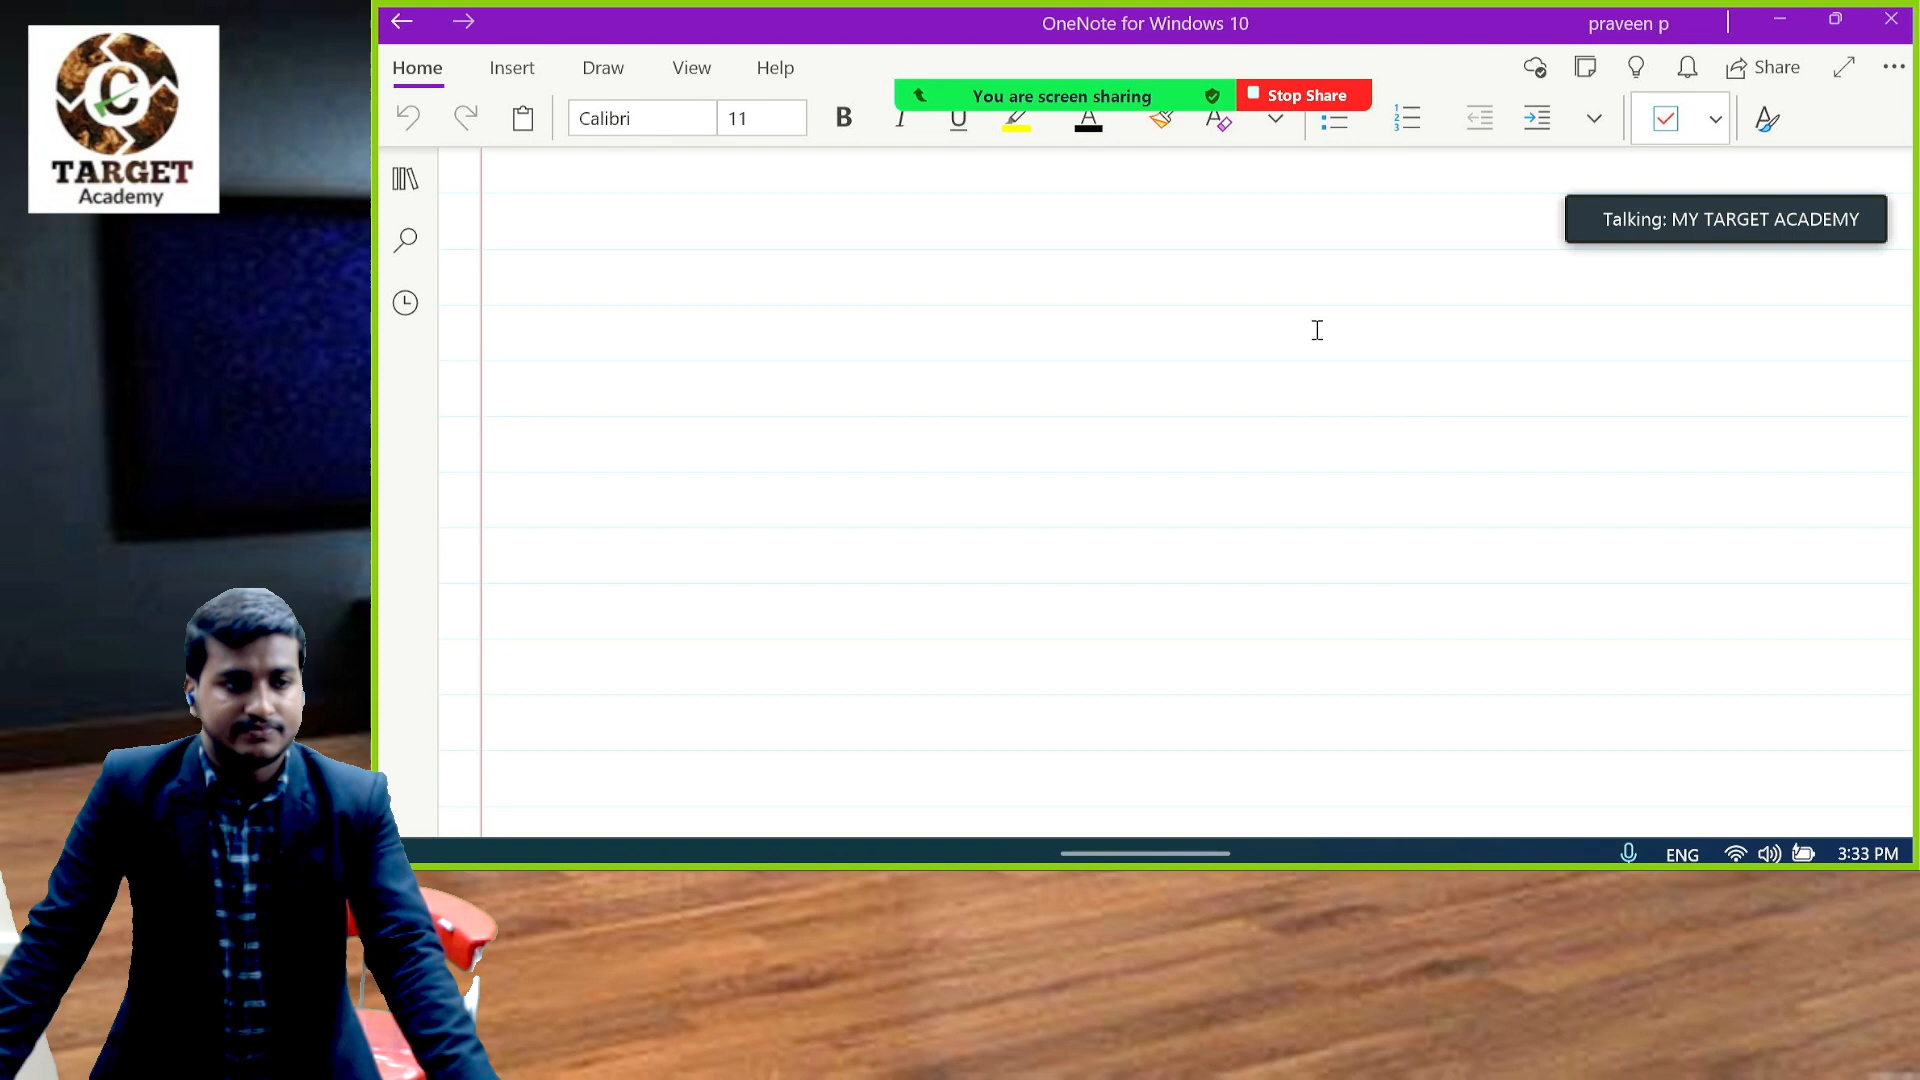 TARGET
Academy
OneNote for Windows 10
praveen p
Home
Insert
Draw
View
Help
Share
You are screen sharing
Stop Share
Calibri
11
B
I
U
A
Talking: MY TARGET ACADEMY
ENG
3:33 PM